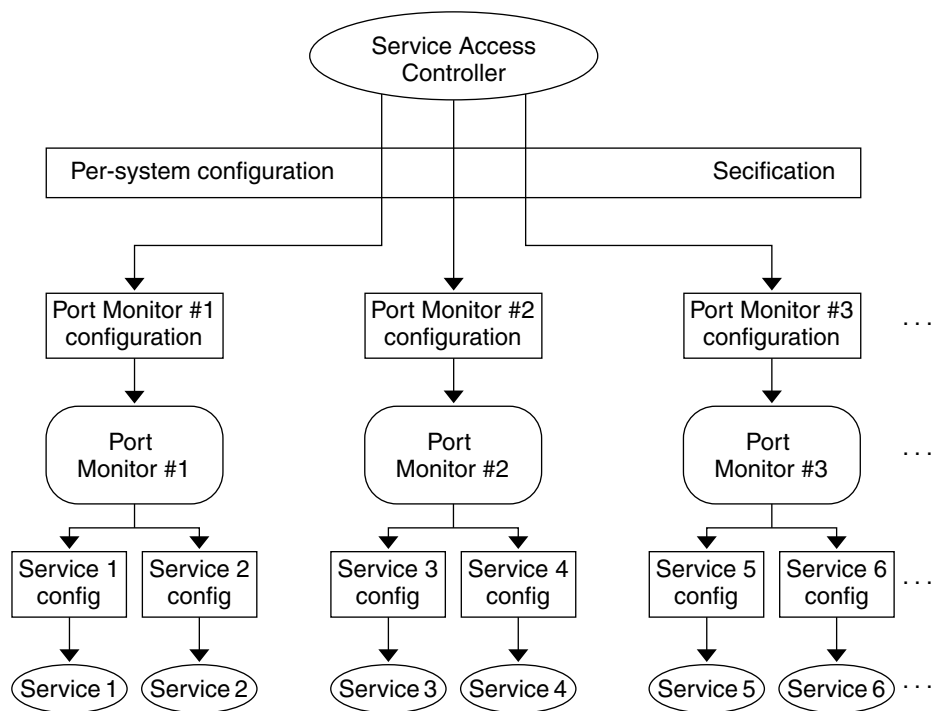 Service Access
Controller
Per-system configuration Secification
Port Monitor #1
configuration
Port Monitor #2
configuration
Port Monitor #3
configuration
. . .
Port
Monitor #1
Port
Monitor #2
Port
Monitor #3
. . .
Service 1
config
Service 2
config
Service 3
config
Service 4
config
Service 5
config
Service 6
config
. . .
Service 1
Service 2
Service 3
Service 4
Service 5
Service 6
. . .